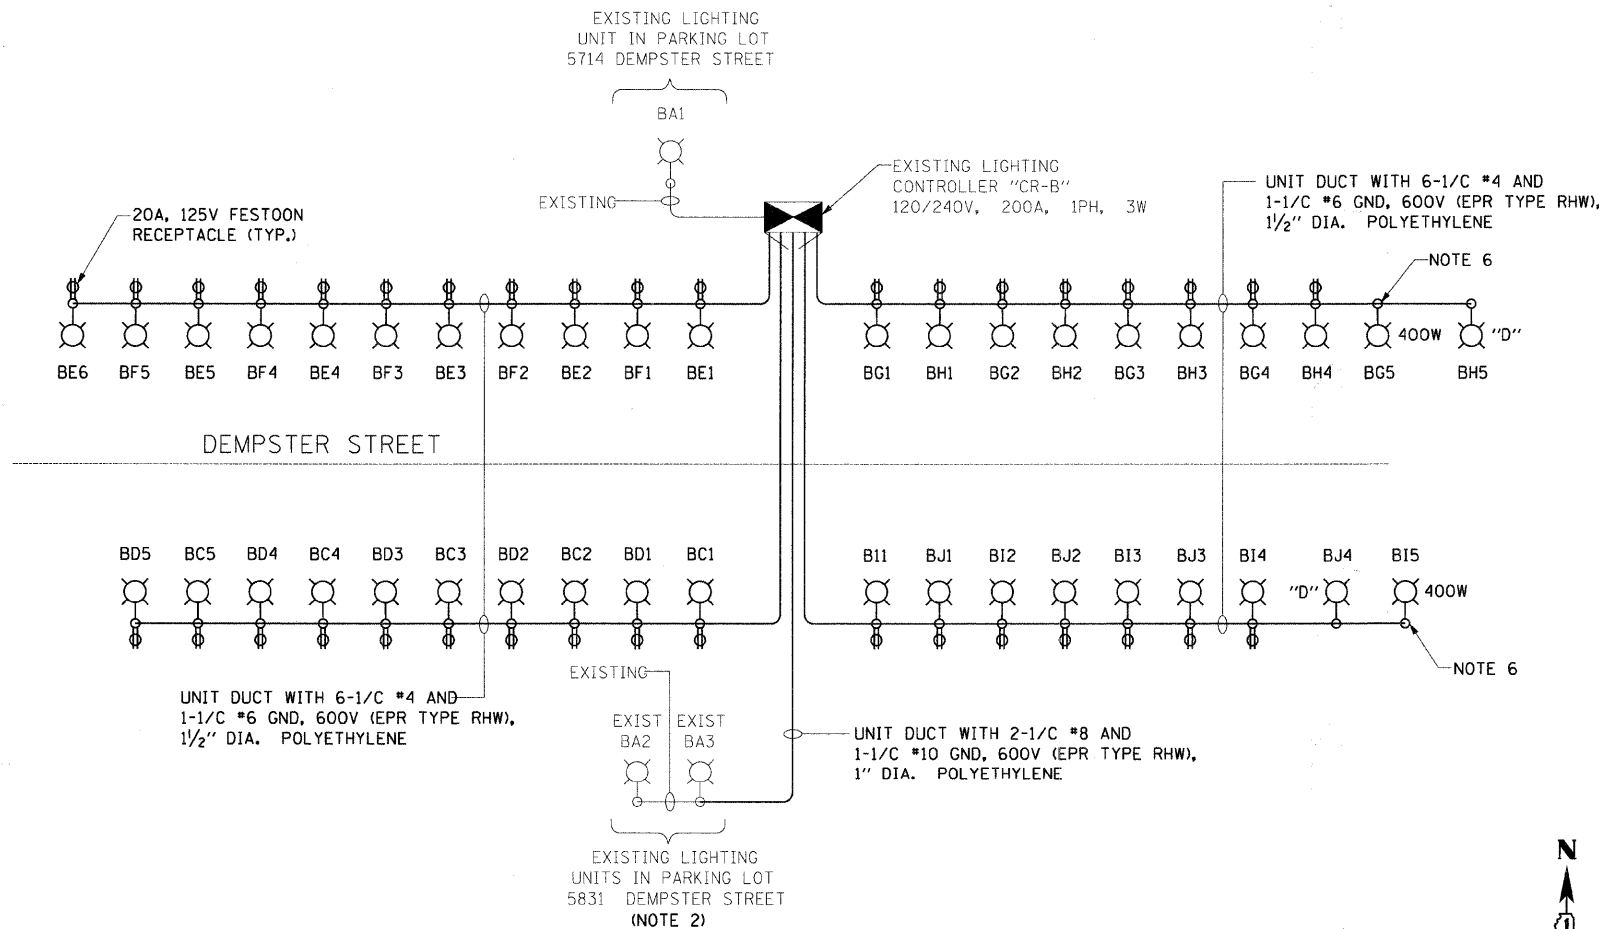 EXISTING LIGHTING
UNIT IN PARKING LOT
5714 DEMPSTER STREET
BA1
EXISTING
EXISTING LIGHTING
CONTROLLER "CR-B"
120/240V, 200A, 1PH, 3W
UNIT DUCT WITH 6-1/C #4 AND
1-1/C #6 GND, 600V (EPR TYPE RHW),
1½" DIA. POLYETHYLENE
20A, 125V FESTOON
RECEPTACLE (TYP.)
NOTE 6
400W "D"
BE6 BF5 BE5 BF4 BE4 BF3 BE3 BF2 BE2 BF1 BE1 BG1 BH1 BG2 BH2 BG3 BH3 BG4 BH4 BG5 BH5
DEMPSTER STREET
BD5 BC5 BD4 BC4 BD3 BC3 BD2 BC2 BD1 BC1 B11 BJ1 BI2 BJ2 BI3 BJ3 BI4 BJ4 BI5
"D" 400W
NOTE 6
EXISTING
UNIT DUCT WITH 6-1/C #4 AND
1-1/C #6 GND, 600V (EPR TYPE RHW),
1½" DIA. POLYETHYLENE
EXIST EXIST
BA2 BA3
UNIT DUCT WITH 2-1/C #8 AND
1-1/C #10 GND, 600V (EPR TYPE RHW),
1" DIA. POLYETHYLENE
EXISTING LIGHTING
UNITS IN PARKING LOT
5831 DEMPSTER STREET
(NOTE 2)
N